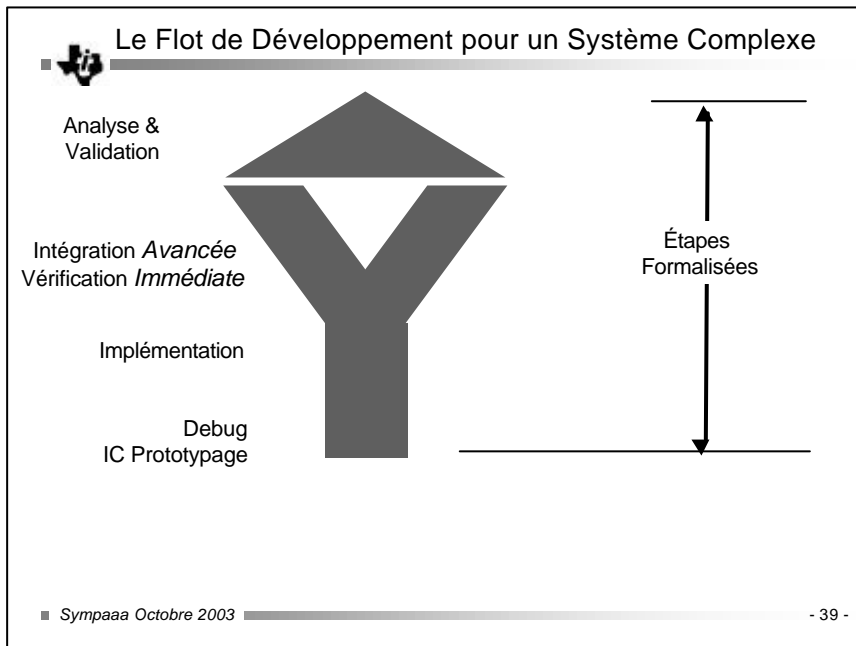 Le Flot de Développement pour un Système Complexe
Analyse &
Validation
Intégration Avancée
Vérification Immédiate
Implémentation
Debug
IC Prototypage
Étapes
Formalisées
Sympaaa Octobre 2003
- 39 -